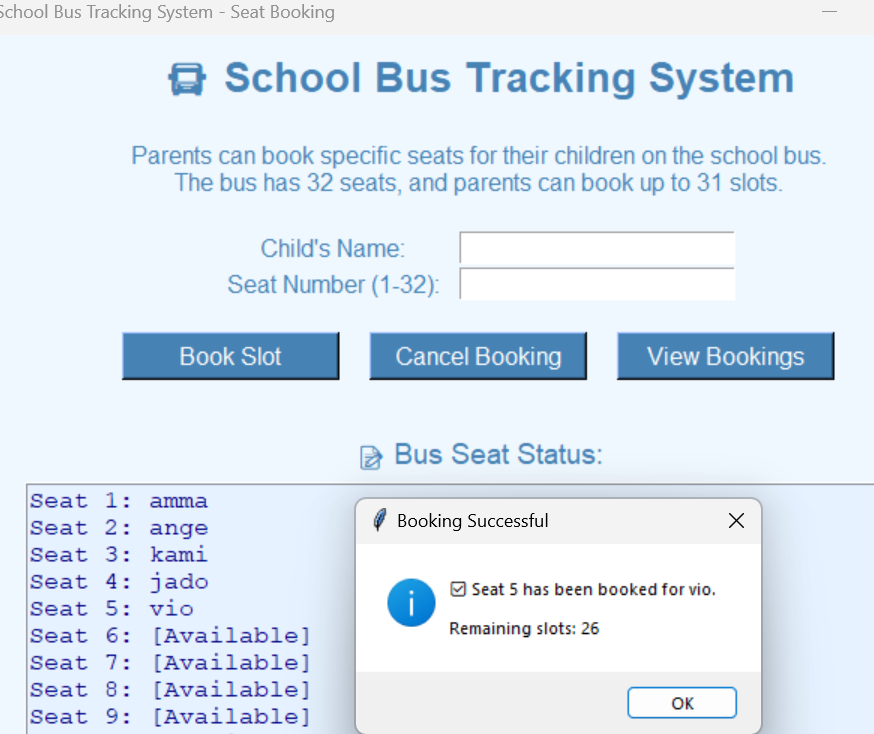 School Bus Tracking System - Seat Booking
School Bus Tracking System
Parents can book specific seats for their children on the school bus.
The bus has 32 seats, and parents can book up to 31 slots.
Child's Name:
Seat Number (1-32):
Book Slot
Cancel Booking
View Bookings
Bus Seat Status:
Seat 1: amma
Seat 2: ange
Seat 3: kami
Seat 4: jado
Seat 5: vio
Seat 6: [Available]
Seat 7: [Available]
Seat 8: [Available]
Seat 9: [Available]
Booking Successful
Seat 5 has been booked for vio.
Remaining slots: 26
OK